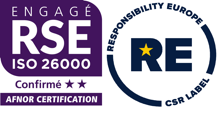 ENGAGÉ
RSE
ISO 26000
Confirmé ★★
AFNOR CERTIFICATION
RESPONSIBILITY EUROPE
RE
CSR LABEL